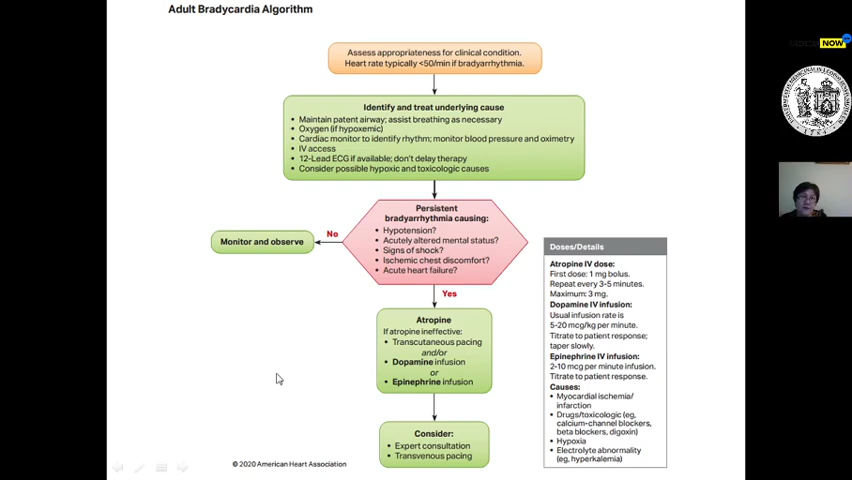 Adult Bradycardia Algorithm
Assess appropriateness for clinical condition.
Heart rate typically <50/min if bradyarrhythmia.
Identify and treat underlying cause
• Maintain patent airway; assist breathing as necessary
• Oxygen (if hypoxemic)
• Cardiac monitor to identify rhythm; monitor blood pressure and oximetry
• IV access
• 12-Lead ECG if available; don't delay therapy
• Consider possible hypoxic and toxicologic causes
Persistent
bradyarrhythmia causing:
• Hypotension?
• Acutely altered mental status?
• Signs of shock?
• Ischemic chest discomfort?
• Acute heart failure?
No
Monitor and observe
Yes
Atropine
If atropine ineffective:
• Transcutaneous pacing
and/or
• Dopamine infusion
or
• Epinephrine infusion
Consider:
• Expert consultation
• Transvenous pacing
Doses/Details
Atropine IV dose:
First dose: 1 mg bolus.
Repeat every 3-5 minutes.
Maximum: 3 mg.
Dopamine IV infusion:
Usual infusion rate is
5-20 mcg/kg per minute.
Titrate to patient response;
taper slowly.
Epinephrine IV infusion:
2-10 mcg per minute infusion.
Titrate to patient response.
Causes:
• Myocardial ischemia/
infarction
• Drugs/toxicologic (eg,
calcium-channel blockers,
beta blockers, digoxin)
• Hypoxia
• Electrolyte abnormality
(eg, hyperkalemia)
© 2020 American Heart Association
NOW